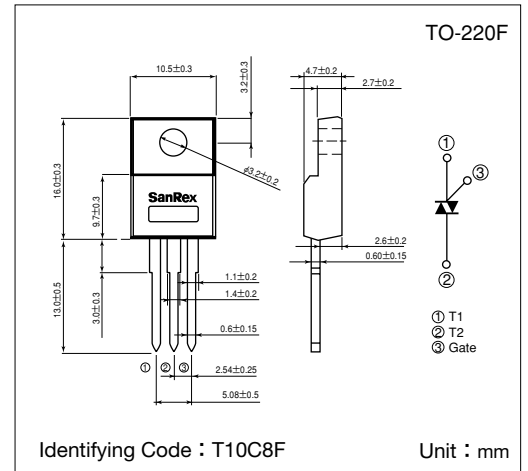 TO-220F
10.5±0.3
3.2±0.2
4.7±0.2
2.7±0.2
16.0±0.3
9.7±0.3
φ3.2±0.2
SanRex
13.0±0.5
3.0±0.3
1.1±0.2
1.4±0.2
0.6±0.15
2.54±0.25
5.08±0.5
① ② ③
2.6±0.2
0.60±0.15
①
③
②
① T1
② T2
③ Gate
Identifying Code：T10C8F
Unit：mm